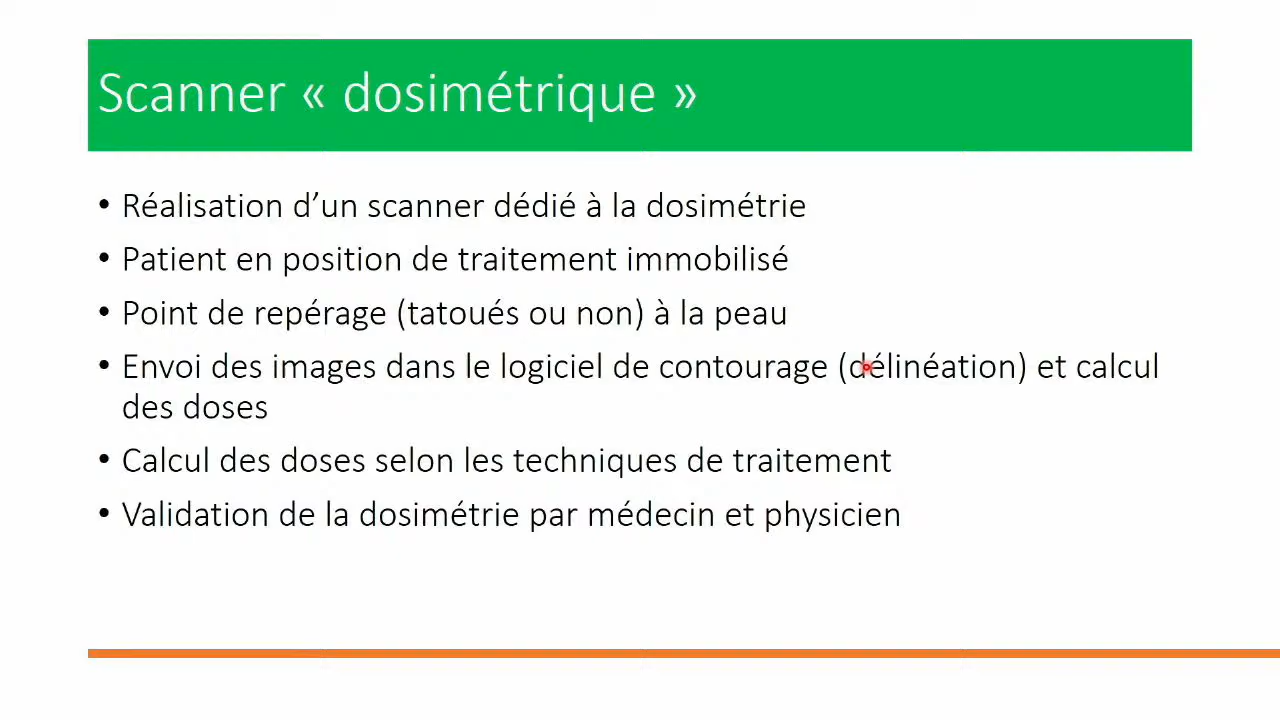 Scanner « dosimétrique »
• Réalisation d’un scanner dédié à la dosimétrie
• Patient en position de traitement immobilisé
• Point de repérage (tatoués ou non) à la peau
• Envoi des images dans le logiciel de contourage (délinéation) et calcul
des doses
• Calcul des doses selon les techniques de traitement
• Validation de la dosimétrie par médecin et physicien